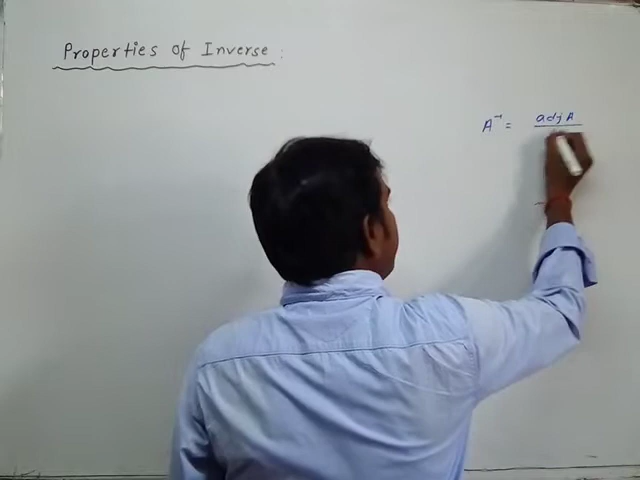 Properties of Inverse :
A⁻¹ = adj A